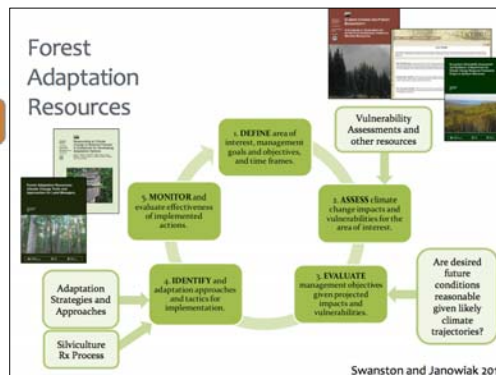 Forest
Adaptation
Resources
Vulnerability
Assessments and
other resources
1. DEFINE area of
interest, management
goals and objectives,
and time frames.
2. ASSESS climate
change impacts and
vulnerabilities for the
area of interest.
3. EVALUATE
management objectives
given projected
impacts and
vulnerabilities.
Are desired
future
conditions
reasonable
given likely
climate
trajectories?
4. IDENTIFY and
adaptation approaches
and tactics for
implementation.
5. MONITOR and
evaluate effectiveness
of implemented
actions.
Adaptation
Strategies and
Approaches
Silviculture
Rx Process
Swanston and Janowiak 201